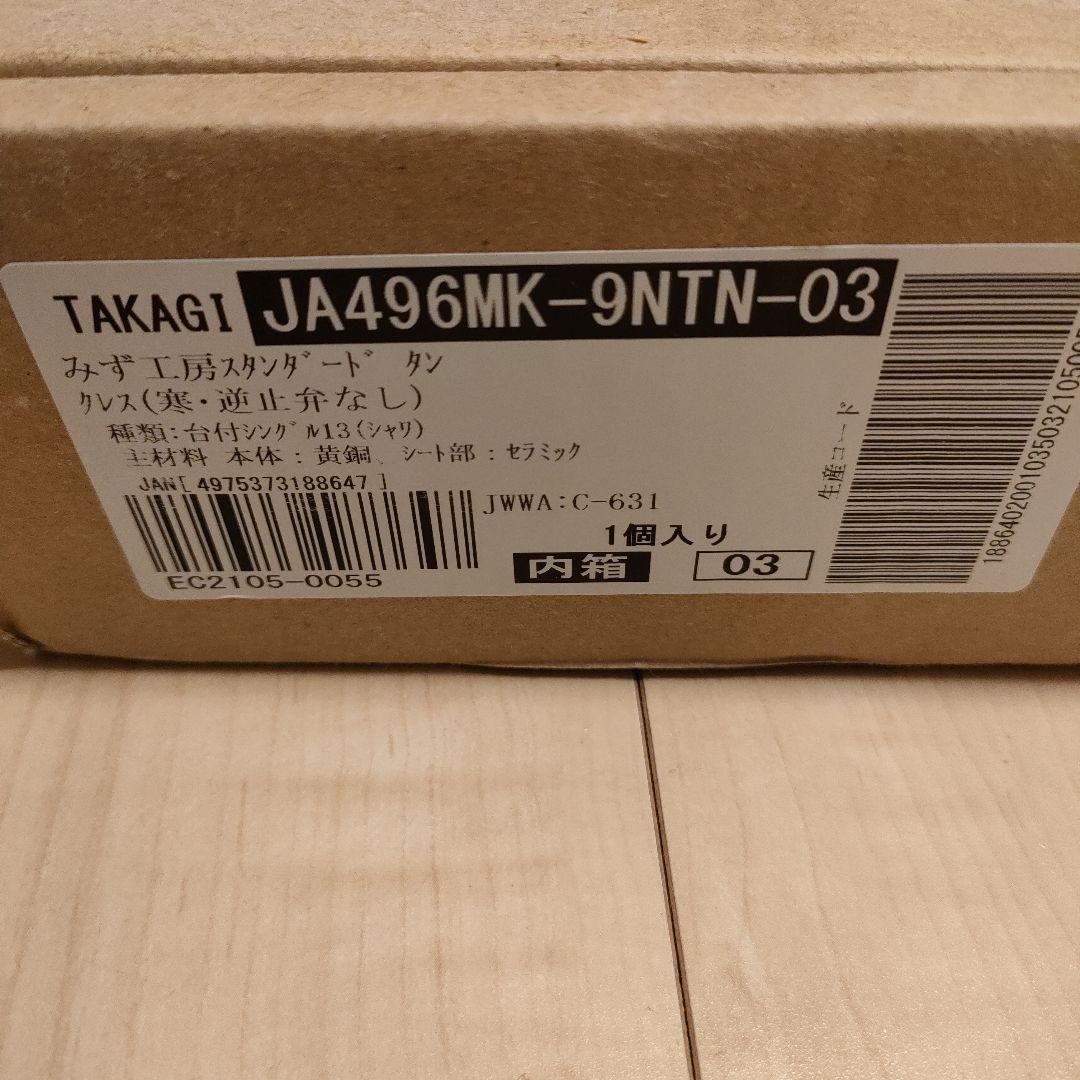 TAKAGI JA496MK-9NTN-03
みず工房ｽﾀﾝﾀﾞｰﾄﾞ ﾀﾝ
ｸﾚｽ(寒・逆止弁なし)
種類:台付ｼﾝｸﾞﾙ13(ｼｬﾜ)
主材料 本体:黄銅、ｼｰﾄ部:ｾﾗﾐｯｸ
JAN[ 4975373188647 ]
JWWA:C-631
1個入り
EC2105-0055
内箱 03
生産コード